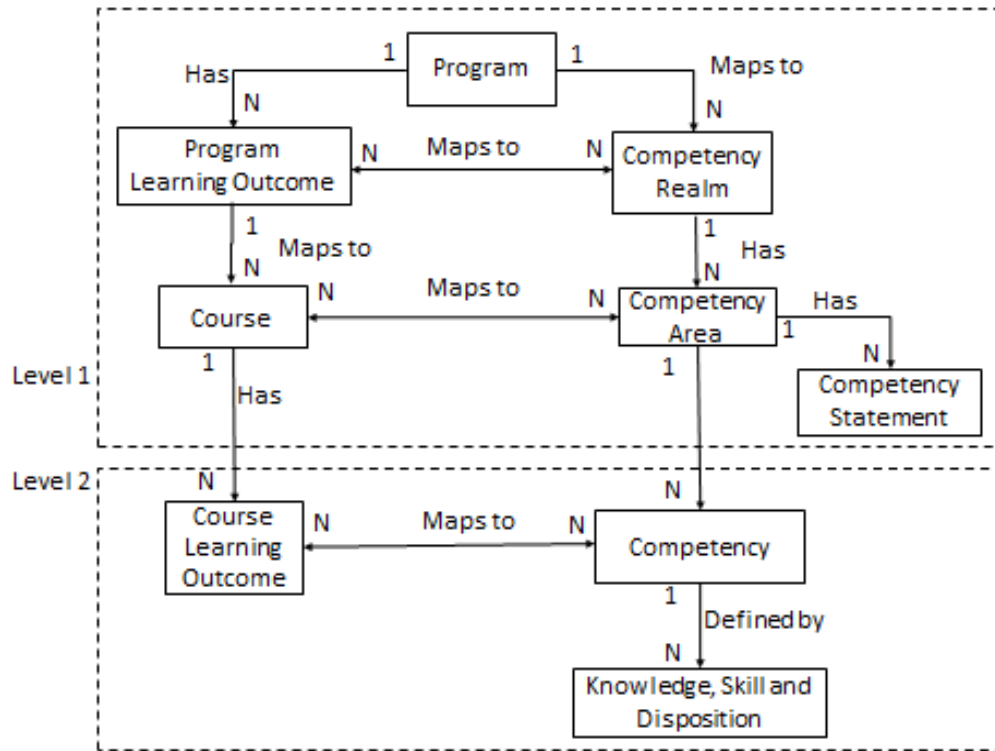 1
Program
1
Has
Maps to
N
N
Program
Learning Outcome
N
Maps to
N
Competency
Realm
1
Maps to
N
1
Has
N
Course
N
Maps to
N
Competency
Area
Has
1
N
1
Has
1
Competency
Statement
Level 1
Level 2
N
Course
Learning
Outcome
N
Maps to
N
N
Competency
1
Defined by
N
Knowledge, Skill and
Disposition